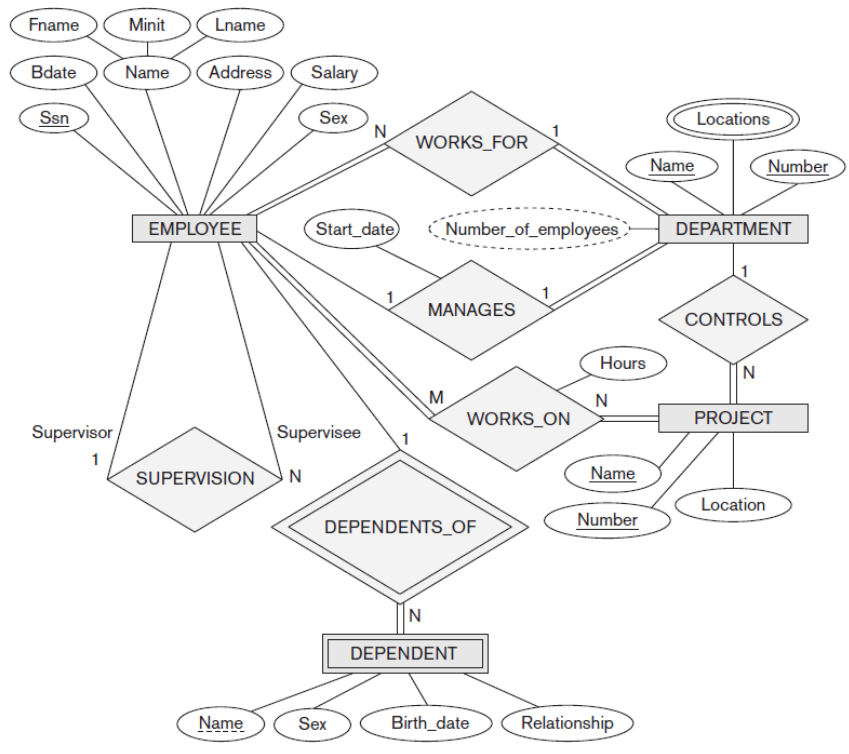 Fname
Minit
Lname
Bdate
Name
Address
Salary
Ssn
Sex
N
WORKS_FOR
1
Locations
Name
Number
EMPLOYEE
Start_date
Number_of_employees
DEPARTMENT
1
MANAGES
1
1
CONTROLS
N
Hours
M
WORKS_ON
N
PROJECT
Supervisor
1
SUPERVISION
Supervisee
N
1
Name
Number
Location
DEPENDENTS_OF
N
DEPENDENT
Name
Sex
Birth_date
Relationship